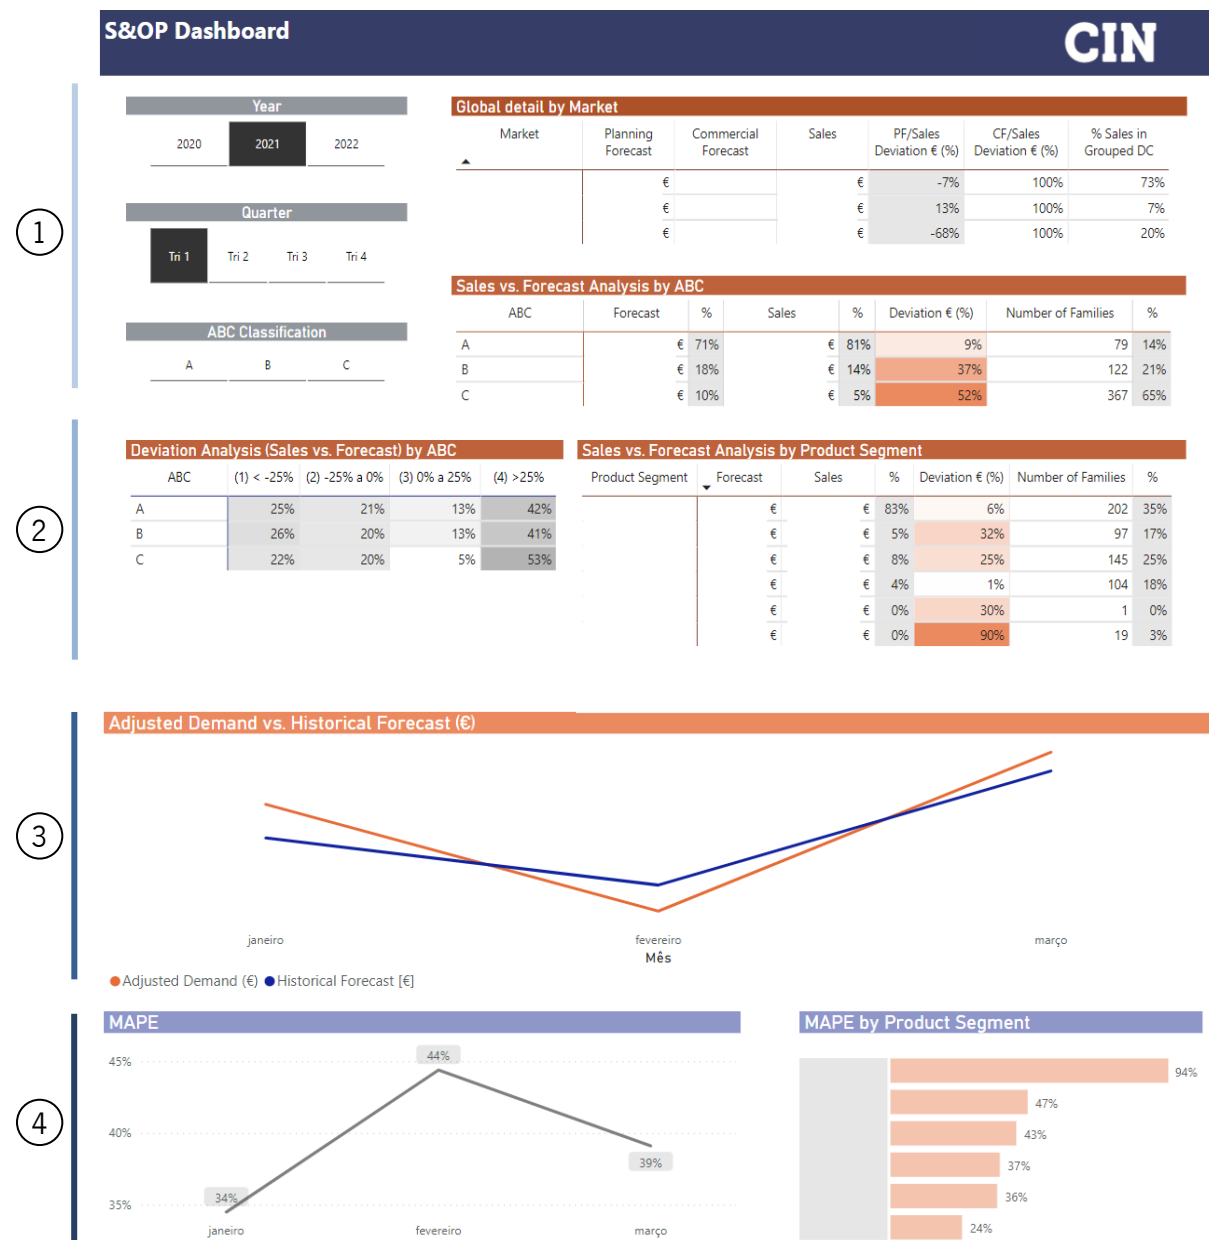 S&OP Dashboard
CIN
1
Year
2020 2021 2022
Quarter
Tri 1 Tri 2 Tri 3 Tri 4
ABC Classification
A B C
Global detail by Market
Market Planning Forecast Commercial Forecast Sales PF/Sales Deviation € (%) CF/Sales Deviation € (%) % Sales in Grouped DC
€ € -7% 100% 73%
€ € 13% 100% 7%
€ € -68% 100% 20%
Sales vs. Forecast Analysis by ABC
ABC Forecast % Sales % Deviation € (%) Number of Families %
A € 71% € 81% 9% 79 14%
B € 18% € 14% 37% 122 21%
C € 10% € 5% 52% 367 65%
2
Deviation Analysis (Sales vs. Forecast) by ABC
ABC (1) < -25% (2) -25% a 0% (3) 0% a 25% (4) >25%
A 25% 21% 13% 42%
B 26% 20% 13% 41%
C 22% 20% 5% 53%
Sales vs. Forecast Analysis by Product Segment
Product Segment Forecast Sales % Deviation € (%) Number of Families %
€ € 83% 6% 202 35%
€ € 5% 32% 97 17%
€ € 8% 25% 145 25%
€ € 4% 1% 104 18%
€ € 0% 30% 1 0%
€ € 0% 90% 19 3%
3
Adjusted Demand vs. Historical Forecast (€)
janeiro fevereiro março
Mês
Adjusted Demand (€) Historical Forecast [€]
4
MAPE
45%
40%
35%
34% 44% 39%
janeiro fevereiro março
MAPE by Product Segment
94%
47%
43%
37%
36%
24%